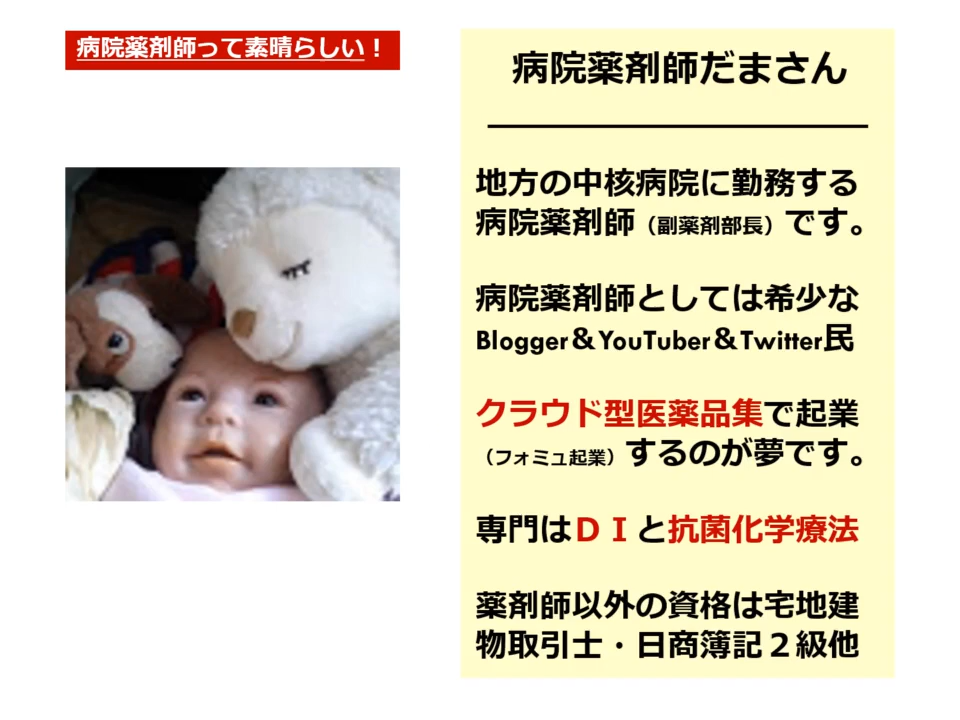 病院薬剤師って素晴らしい！
病院薬剤師だまさん
地方の中核病院に勤務する
病院薬剤師（副薬剤部長）です。
病院薬剤師としては希少な
Blogger＆YouTuber＆Twitter民
クラウド型医薬品集で起業
（フォミュ起業）するのが夢です。
専門はＤＩと抗菌化学療法
薬剤師以外の資格は宅地建
物取引士・日商簿記２級他